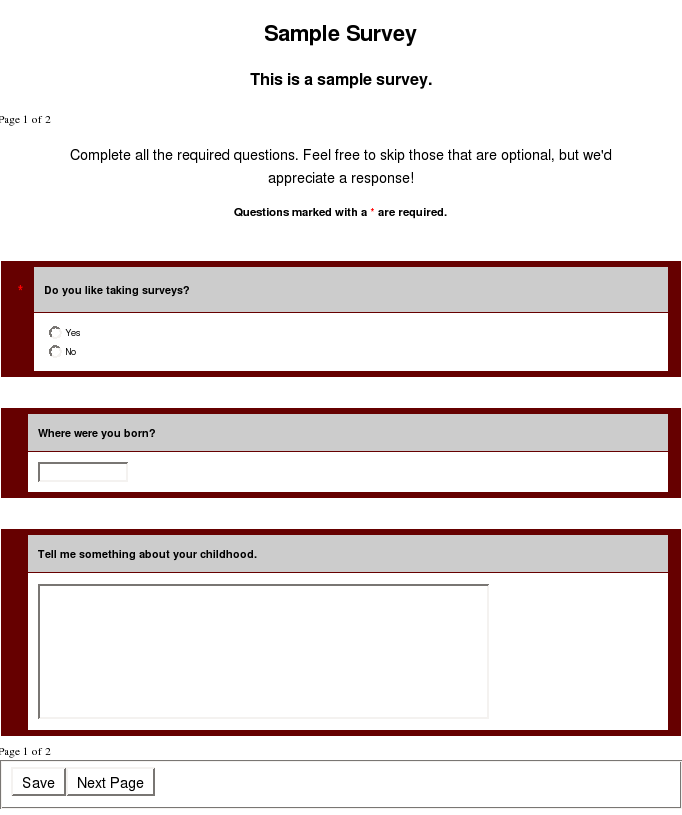 Sample Survey
This is a sample survey.
Page 1 of 2
Complete all the required questions. Feel free to skip those that are optional, but we'd
appreciate a response!
Questions marked with a * are required.
* Do you like taking surveys?
Yes
No
Where were you born?
Tell me something about your childhood.
Page 1 of 2
Save Next Page